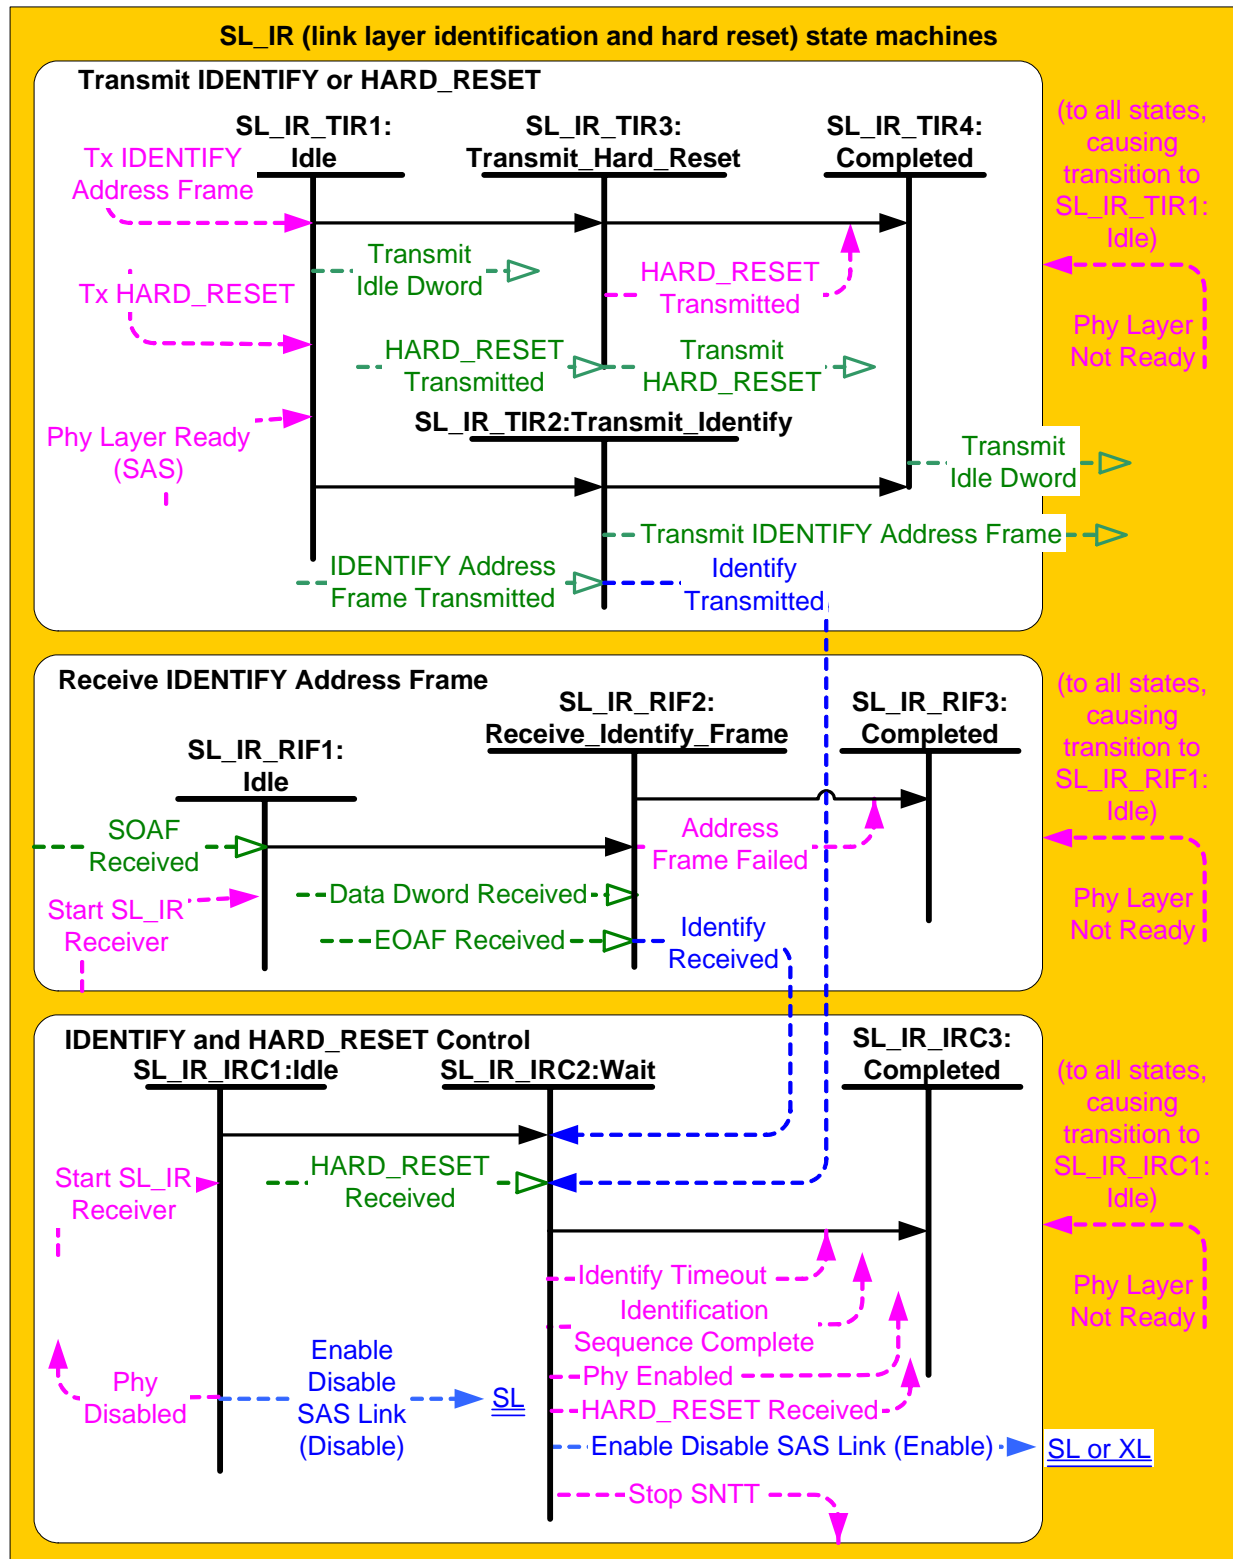 SL_IR (link layer identification and hard reset) state machines
Transmit IDENTIFY or HARD_RESET
SL_IR_TIR1:
Idle
SL_IR_TIR3:
Transmit_Hard_Reset
SL_IR_TIR4:
Completed
(to all states,
causing
transition to
SL_IR_TIR1:
Idle)
Tx IDENTIFY
Address Frame
Transmit
Idle Dword
HARD_RESET
Transmitted
Tx HARD_RESET
Phy Layer
Not Ready
HARD_RESET
Transmitted
Transmit
HARD_RESET
SL_IR_TIR2:Transmit_Identify
Phy Layer Ready
(SAS)
Transmit
Idle Dword
Transmit IDENTIFY Address Frame
IDENTIFY Address
Frame Transmitted
Identify
Transmitted
Receive IDENTIFY Address Frame
SL_IR_RIF1:
Idle
SL_IR_RIF2:
Receive_Identify_Frame
SL_IR_RIF3:
Completed
(to all states,
causing
transition to
SL_IR_RIF1:
Idle)
SOAF
Received
Address
Frame Failed
Data Dword Received
Start SL_IR
Receiver
Phy Layer
Not Ready
EOAF Received
Identify
Received
IDENTIFY and HARD_RESET Control
SL_IR_IRC1:Idle
SL_IR_IRC2:Wait
SL_IR_IRC3:
Completed
(to all states,
causing
transition to
SL_IR_IRC1:
Idle)
Start SL_IR
Receiver
HARD_RESET
Received
Identify Timeout
Phy Layer
Not Ready
Identification
Sequence Complete
Phy
Disabled
Enable
Disable
SAS Link
(Disable)
SL
Phy Enabled
HARD_RESET Received
Enable Disable SAS Link (Enable)
SL or XL
Stop SNTT